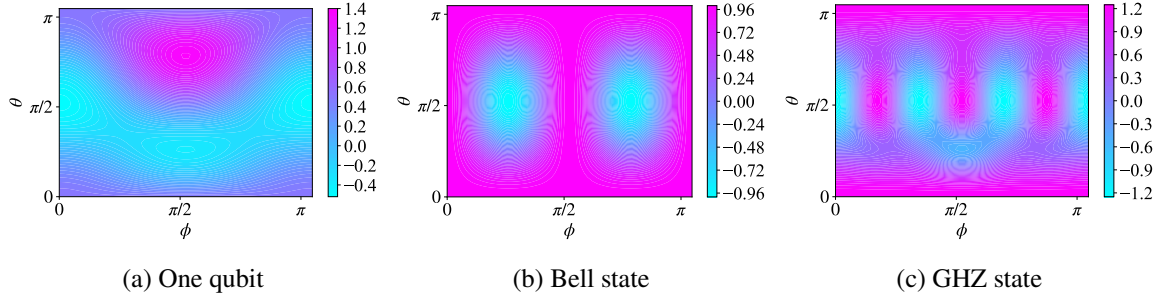 π
θ
π/2
0
0
π/2
π
ϕ
1.4
1.2
1.0
0.8
0.6
0.4
0.2
0.0
−0.2
−0.4
(a) One qubit
π
θ
π/2
0
0
π/2
π
ϕ
0.96
0.72
0.48
0.24
0.00
−0.24
−0.48
−0.72
−0.96
(b) Bell state
π
θ
π/2
0
0
π/2
π
ϕ
1.2
0.9
0.6
0.3
0.0
−0.3
−0.6
−0.9
−1.2
(c) GHZ state